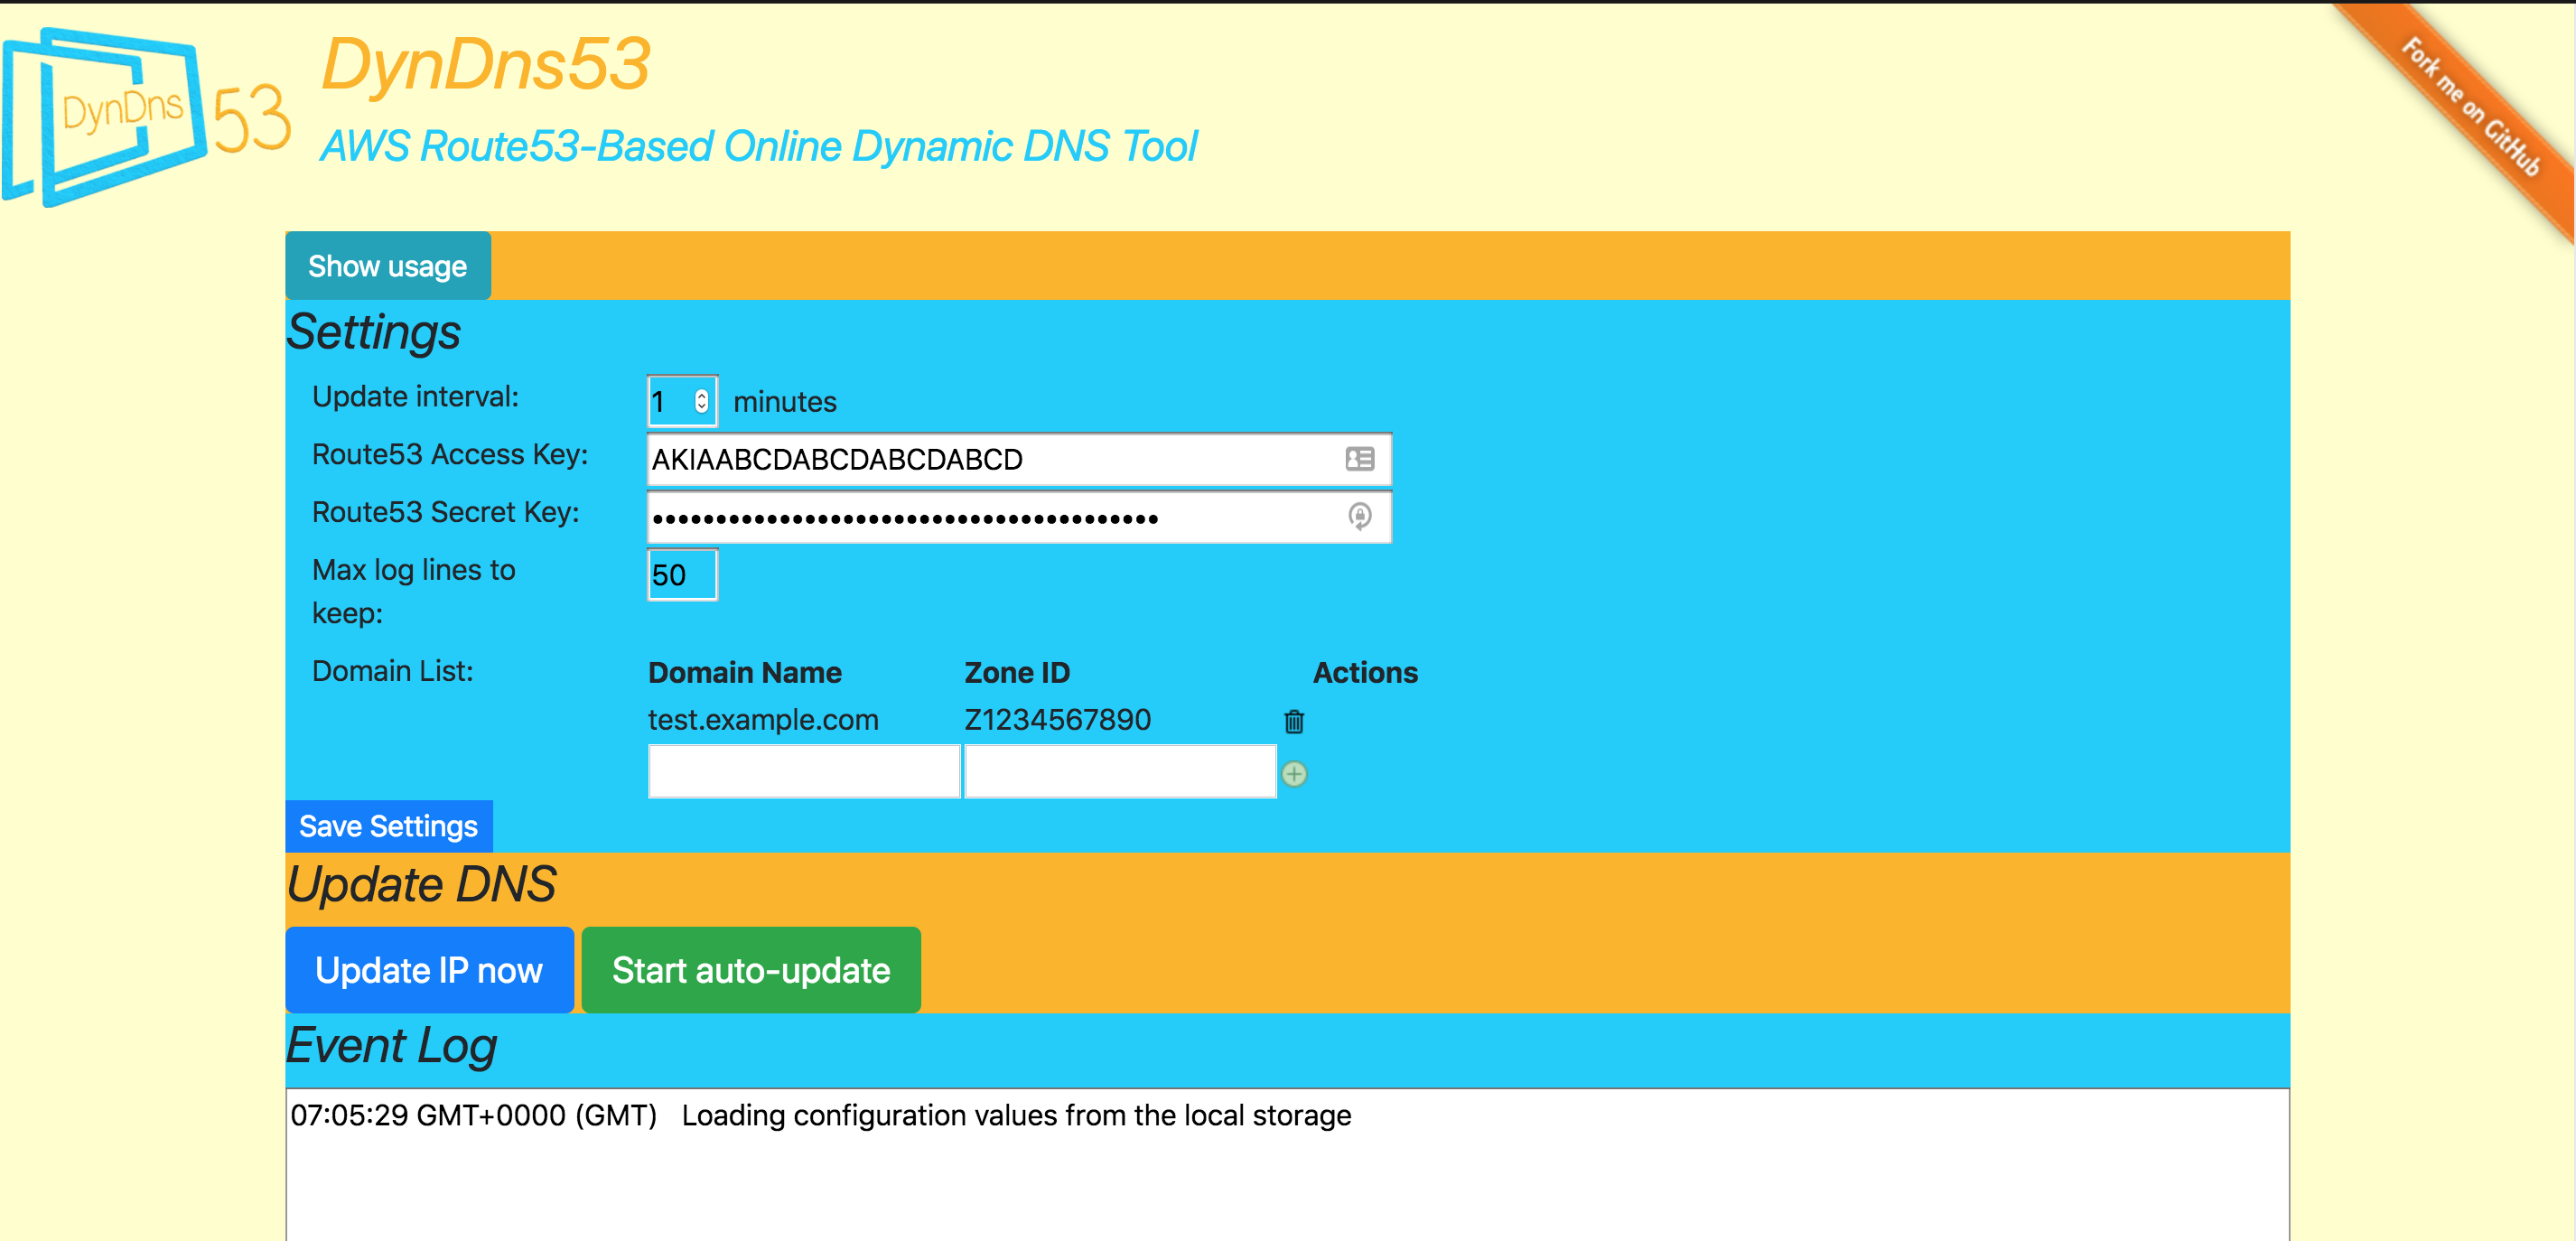 DynDns 53
DynDns53
AWS Route53-Based Online Dynamic DNS Tool
Fork me on GitHub
Show usage
Settings
Update interval: 1 minutes
Route53 Access Key: AKIAABCDABCDABCDABCD
Route53 Secret Key: ••••••••••••••••••••••••••••••••••••••••
Max log lines to 50
keep:
Domain List: Domain Name Zone ID Actions
test.example.com Z1234567890
Save Settings
Update DNS
Update IP now Start auto-update
Event Log
07:05:29 GMT+0000 (GMT) Loading configuration values from the local storage